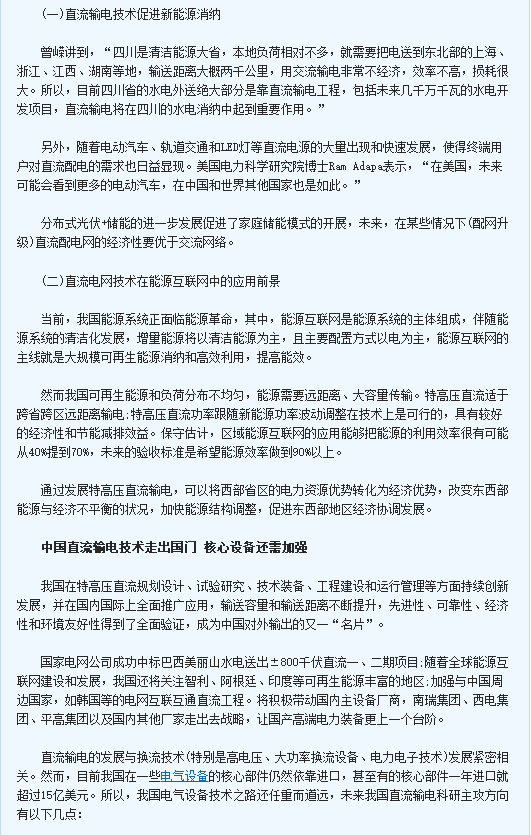 (一)直流输电技术促进新能源消纳
曾嵘讲到，“四川是清洁能源大省，本地负荷相对不多，就需要把电送到东北部的上海、
浙江、江西、湖南等地，输送距离大概两千公里，用交流输电非常不经济，效率不高，损耗很
大。所以，目前四川省的水电外送绝大部分是靠直流输电工程，包括未来几千万千瓦的水电开
发项目，直流输电将在四川的水电消纳中起到重要作用。”
另外，随着电动汽车、轨道交通和LED灯等直流电源的大量出现和快速发展，使得终端用
户对直流配电的需求也日益显现。美国电力科学研究院博士Ram Adapa表示，“在美国，未来
可能会看到更多的电动汽车，在中国和世界其他国家也是如此。”
分布式光伏+储能的进一步发展促进了家庭储能模式的开展，未来，在某些情况下(配网升
级)直流配电网的经济性要优于交流网络。
(二)直流电网技术在能源互联网中的应用前景
当前，我国能源系统正面临能源革命，其中，能源互联网是能源系统的主体组成，伴随能
源系统的清洁化发展，增量能源将以清洁能源为主，且主要配置方式以电为主，能源互联网的
主线就是大规模可再生能源消纳和高效利用，提高能效。
然而我国可再生能源和负荷分布不均匀，能源需要远距离、大容量传输。特高压直流适于
跨省跨区远距离输电;特高压直流功率跟随新能源功率波动调整在技术上是可行的，具有较好
的经济性和节能减排效益。保守估计，区域能源互联网的应用能够把能源的利用效率很有可能
从40%提到70%，未来的验收标准是希望能源效率做到90%以上。
通过发展特高压直流输电，可以将西部省区的电力资源优势转化为经济优势，改变东西部
能源与经济不平衡的状况，加快能源结构调整，促进东西部地区经济协调发展。
中国直流输电技术走出国门 核心设备还需加强
我国在特高压直流规划设计、试验研究、技术装备、工程建设和运行管理等方面持续创新
发展，并在国内国际上全面推广应用，输送容量和输送距离不断提升，先进性、可靠性、经济
性和环境友好性得到了全面验证，成为中国对外输出的又一“名片”。
国家电网公司成功中标巴西美丽山水电送出±800千伏直流一、二期项目;随着全球能源互
联网建设和发展，我国还将关注智利、阿根廷、印度等可再生能源丰富的地区;加强与中国周
边国家，如韩国等的电网互联互通直流工程。将积极带动国内主设备厂商，南瑞集团、西电集
团、平高集团以及国内其他厂家走出去战略，让国产高端电力装备更上一个台阶。
直流输电的发展与换流技术(特别是高电压、大功率换流设备、电力电子技术)发展紧密相
关。然而，目前我国在一些电气设备的核心部件仍然依靠进口，甚至有的核心部件一年进口就
超过15亿美元。所以，我国电气设备技术之路还任重而道远，未来我国直流输电科研主攻方向
有以下几点：